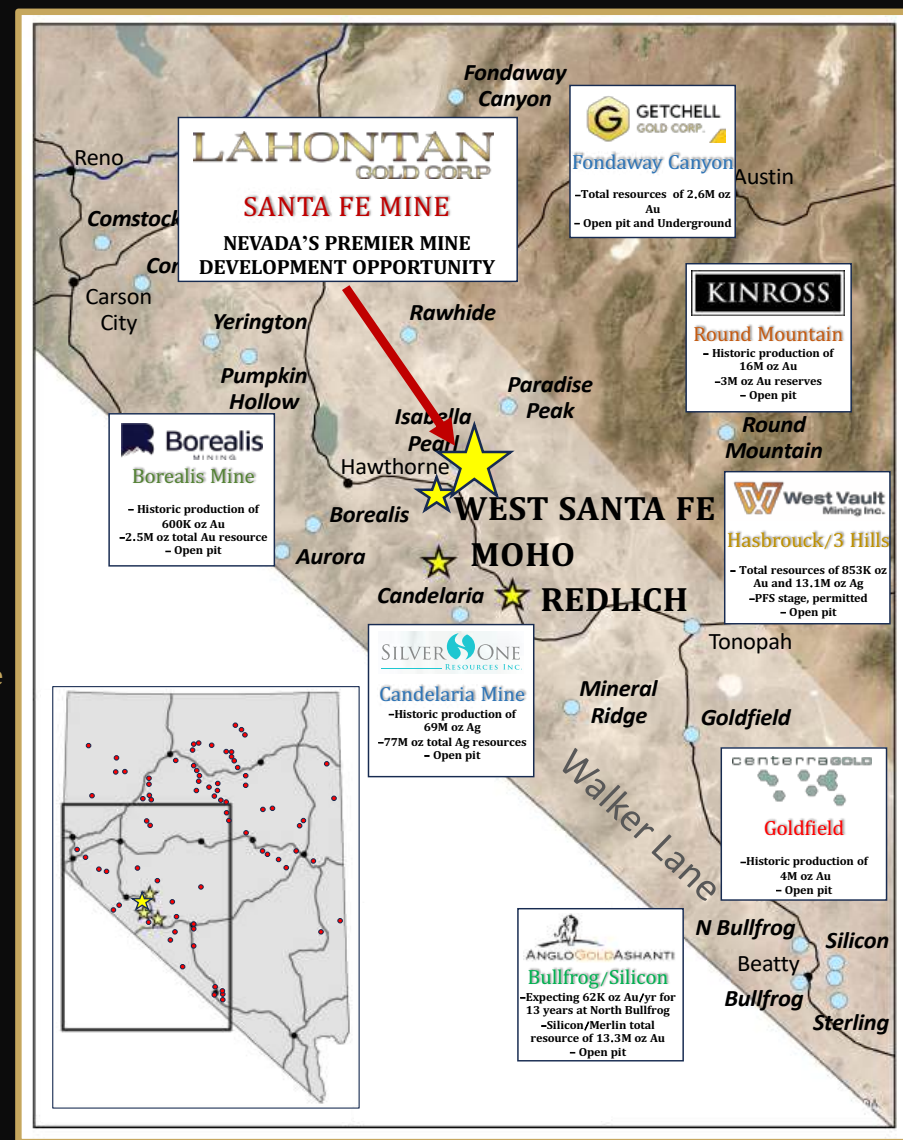 Fondaway
Canyon
LAHONTAN
GOLD CORP
SANTA FE MINE
NEVADA'S PREMIER MINE
DEVELOPMENT OPPORTUNITY
GETCHELL
GOLD CORP.
Fondaway Canyon
–Total resources of 2.6M oz
Au
– Open pit and Underground
Reno
Austin
Comstock
Con
Carson
City
Yerington
Pumpkin
Hollow
Rawhide
Paradise
Peak
Isabella
Pearl
Hawthorne
KINROSS
Round Mountain
– Historic production of
16M oz Au
–3M oz Au reserves
– Open pit
Round
Mountain
Borealis
MINING
Borealis Mine
– Historic production of
600K oz Au
–2.5M oz total Au resource
– Open pit
Borealis
Aurora
WEST SANTA FE
MOHO
Candelaria
REDLICH
West Vault
Mining Inc.
Hasbrouck/3 Hills
– Total resources of 853K oz
Au and 13.1M oz Ag
–PFS stage, permitted
– Open pit
Tonopah
SILVER ONE
RESOURCES INC.
Candelaria Mine
–Historic production of
69M oz Ag
–77M oz total Ag resources
– Open pit
Mineral
Ridge
Goldfield
Walker Lane
centerraGOLD
Goldfield
–Historic production of
4M oz Au
– Open pit
ANGLOGOLDASHANTI
Bullfrog/Silicon
–Expecting 62K oz Au/yr for
13 years at North Bullfrog
–Silicon/Merlin total
resource of 13.3M oz Au
– Open pit
N Bullfrog
Silicon
Beatty
Bullfrog
Sterling
e